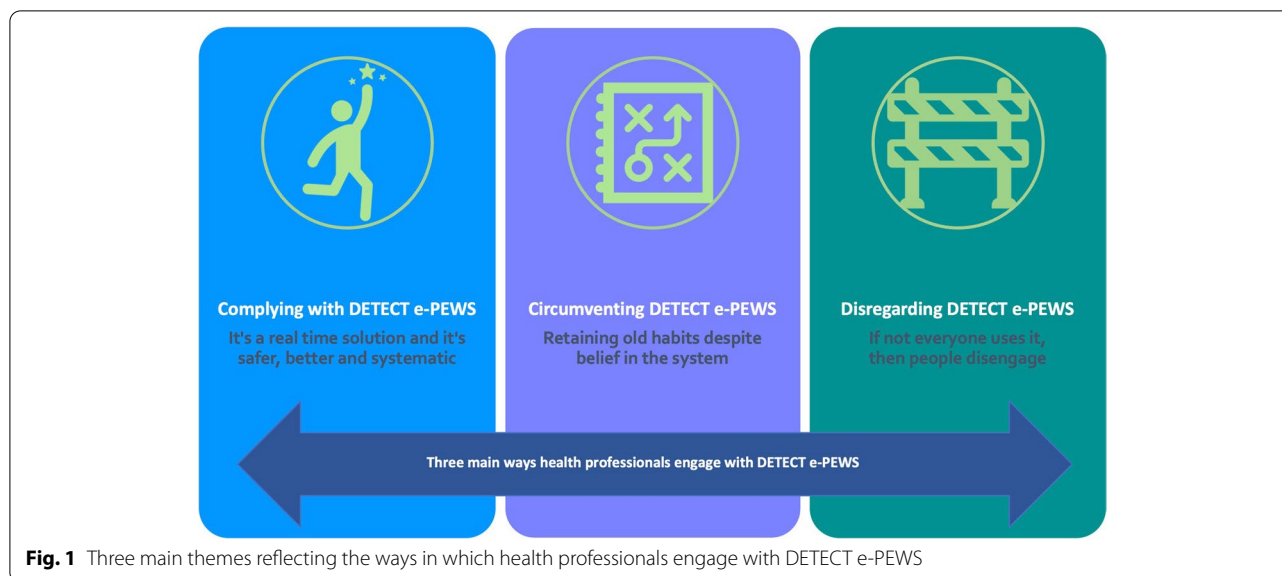 Complying with DETECT e-PEWS
It's a real time solution and it's
safer, better and systematic
Circumventing DETECT e-PEWS
Retaining old habits despite
belief in the system
Disregarding DETECT e-PEWS
If not everyone uses it,
then people disengage
Three main ways health professionals engage with DETECT e-PEWS
Fig. 1 Three main themes reflecting the ways in which health professionals engage with DETECT e-PEWS